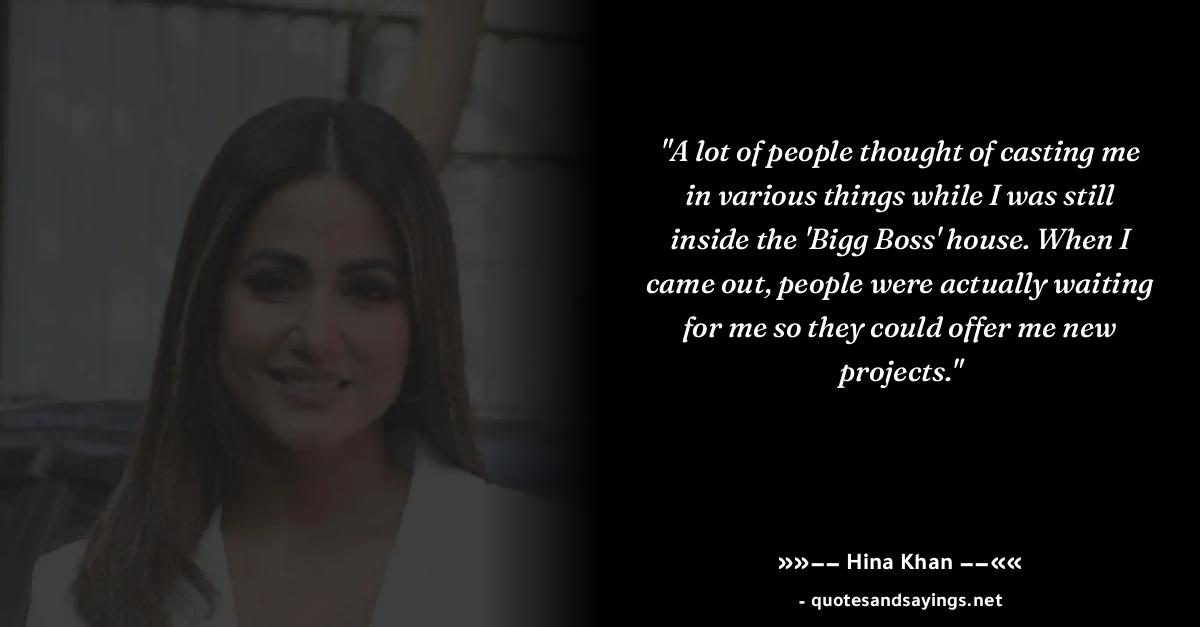 "A lot of people thought of casting me
in various things while I was still
inside the 'Bigg Boss' house. When I
came out, people were actually waiting
for me so they could offer me new
projects."
»»−− Hina Khan −−««
- quotesandsayings.net